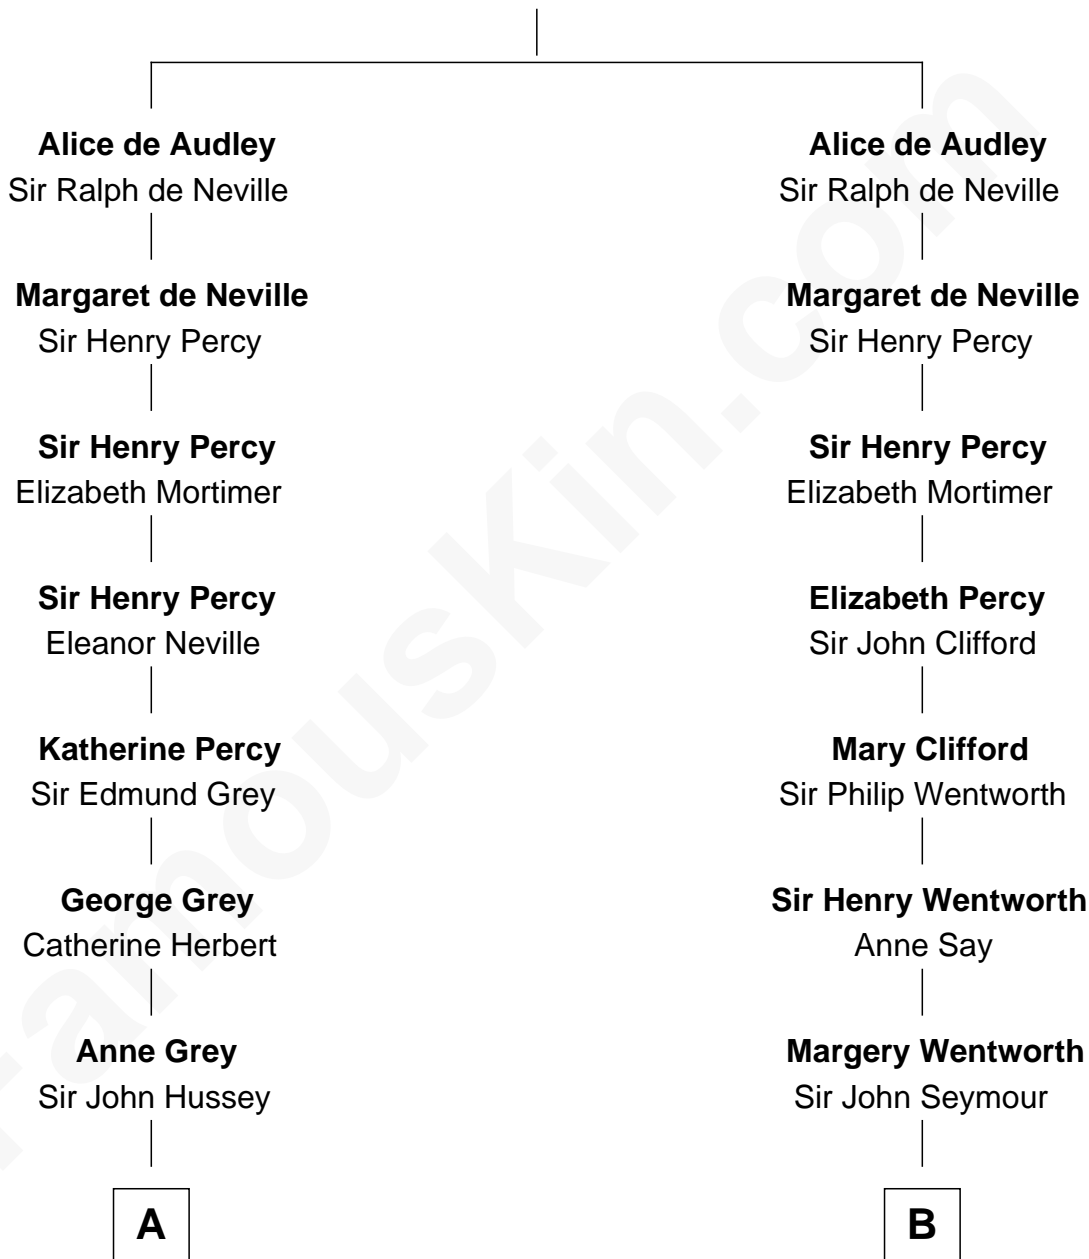 Alice de Audley
Sir Ralph de Neville
Margaret de Neville
Sir Henry Percy
Sir Henry Percy
Elizabeth Mortimer
Sir Henry Percy
Eleanor Neville
Katherine Percy
Sir Edmund Grey
George Grey
Catherine Herbert
Anne Grey
Sir John Hussey
A
Alice de Audley
Sir Ralph de Neville
Margaret de Neville
Sir Henry Percy
Sir Henry Percy
Elizabeth Mortimer
Elizabeth Percy
Sir John Clifford
Mary Clifford
Sir Philip Wentworth
Sir Henry Wentworth
Anne Say
Margery Wentworth
Sir John Seymour
B
FamousKin.com